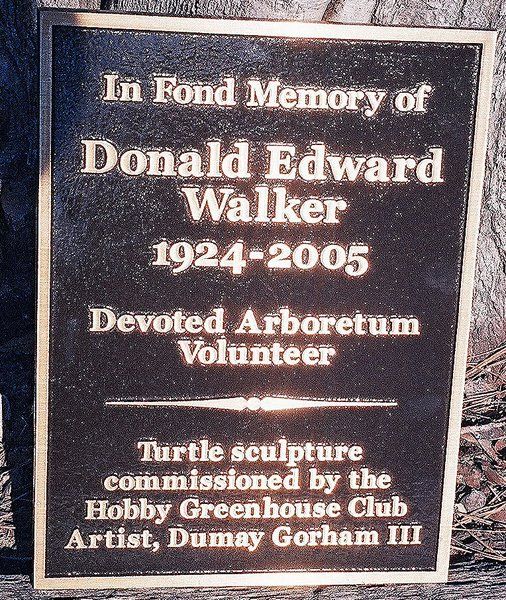 In Fond Memory of
Donald Edward
Walker
1924-2005
Devoted Arboretum
Volunteer
Turtle sculpture
commissioned by the
Hobby Greenhouse Club
Artist, Dumay Gorham III